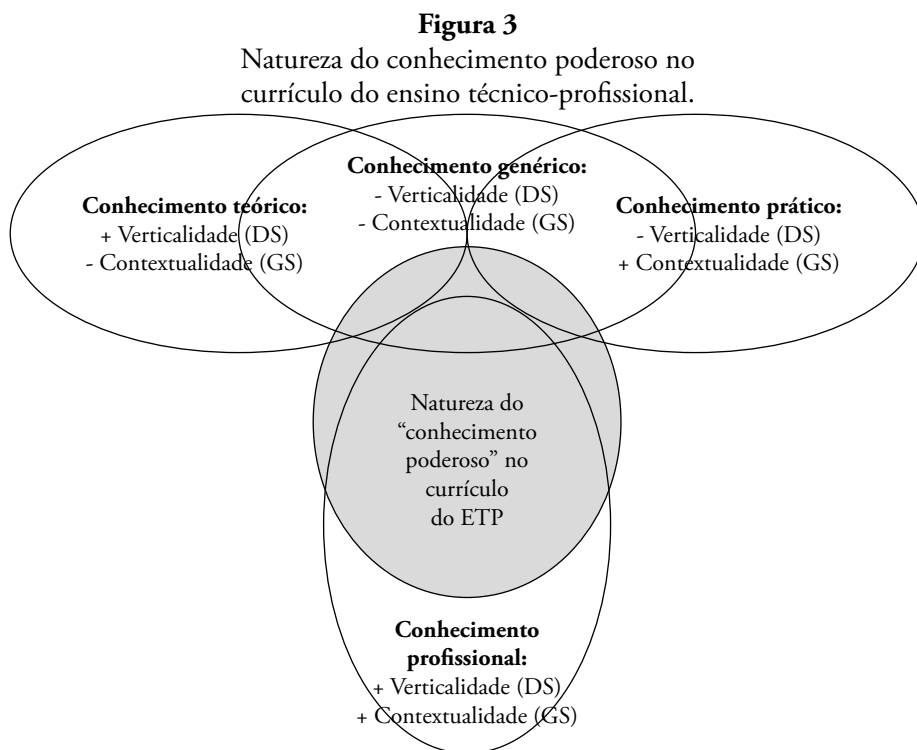 Figura 3
Natureza do conhecimento poderoso no
currículo do ensino técnico-profissional.
Conhecimento teórico:
+ Verticalidade (DS)
- Contextualidade (GS)
Conhecimento genérico:
- Verticalidade (DS)
- Contextualidade (GS)
Conhecimento prático:
- Verticalidade (DS)
+ Contextualidade (GS)
Natureza do
“conhecimento
poderoso” no
currículo
do ETP
Conhecimento
profissional:
+ Verticalidade (DS)
+ Contextualidade (GS)